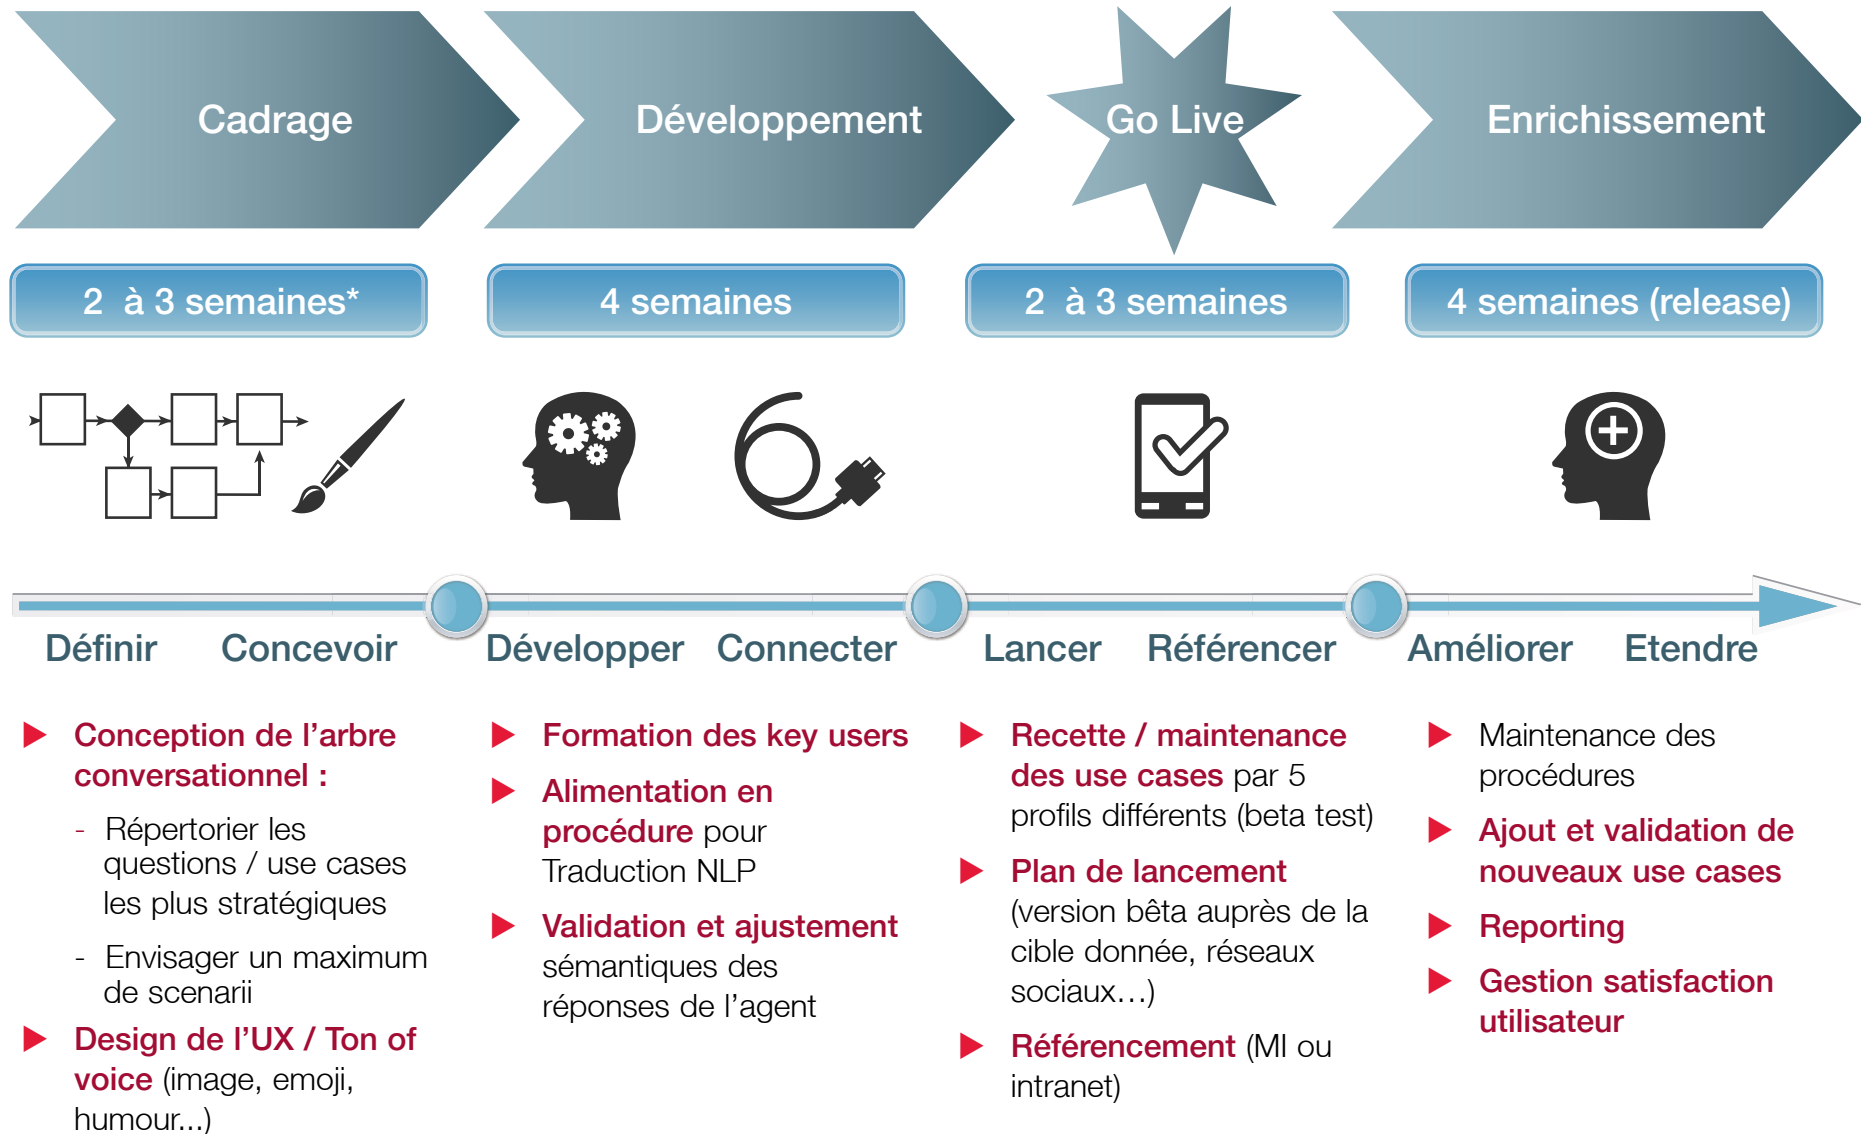 Cadrage
Développement
Go Live
Enrichissement
2 à 3 semaines*
4 semaines
2 à 3 semaines
4 semaines (release)
Définir
Concevoir
Développer
Connecter
Lancer
Référencer
Améliorer
Etendre
Conception de l’arbre
conversationnel :
- Répertorier les
questions / use cases
les plus stratégiques
- Envisager un maximum
de scenarii
Design de l’UX / Ton of
voice (image, emoji,
humour...)
Formation des key users
Alimentation en
procédure pour
Traduction NLP
Validation et ajustement
sémantiques des
réponses de l’agent
Recette / maintenance
des use cases par 5
profils différents (beta test)
Plan de lancement
(version bêta auprès de la
cible donnée, réseaux
sociaux…)
Référencement (MI ou
intranet)
Maintenance des
procédures
Ajout et validation de
nouveaux use cases
Reporting
Gestion satisfaction
utilisateur